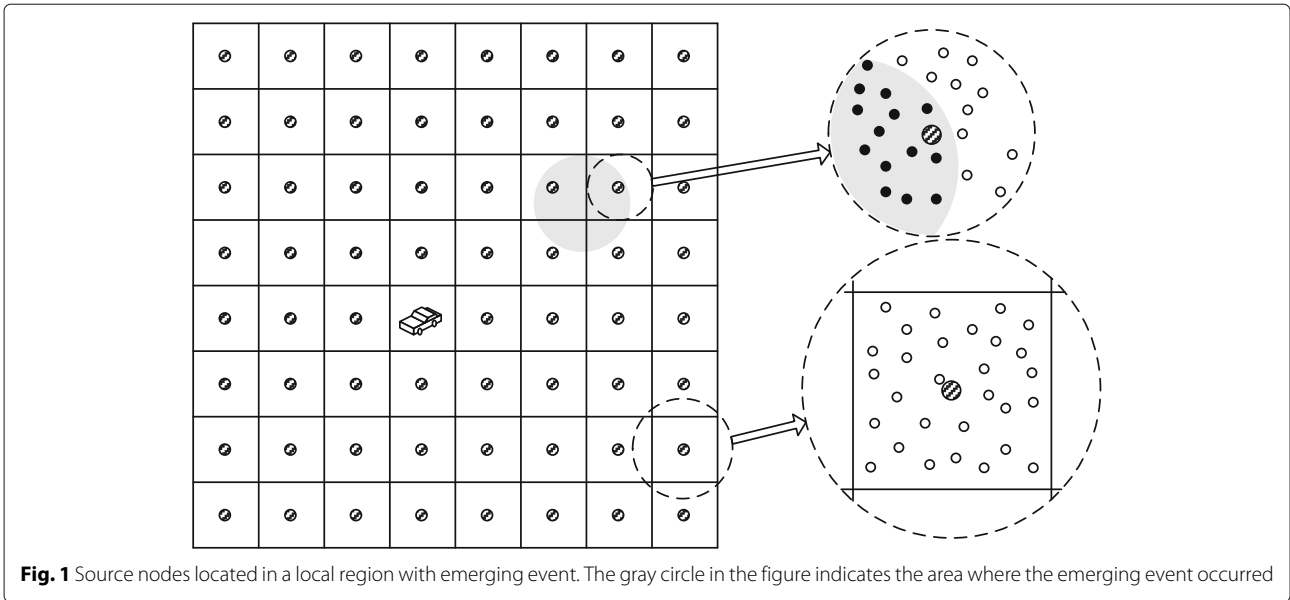 Fig. 1 Source nodes located in a local region with emerging event. The gray circle in the figure indicates the area where the emerging event occurred